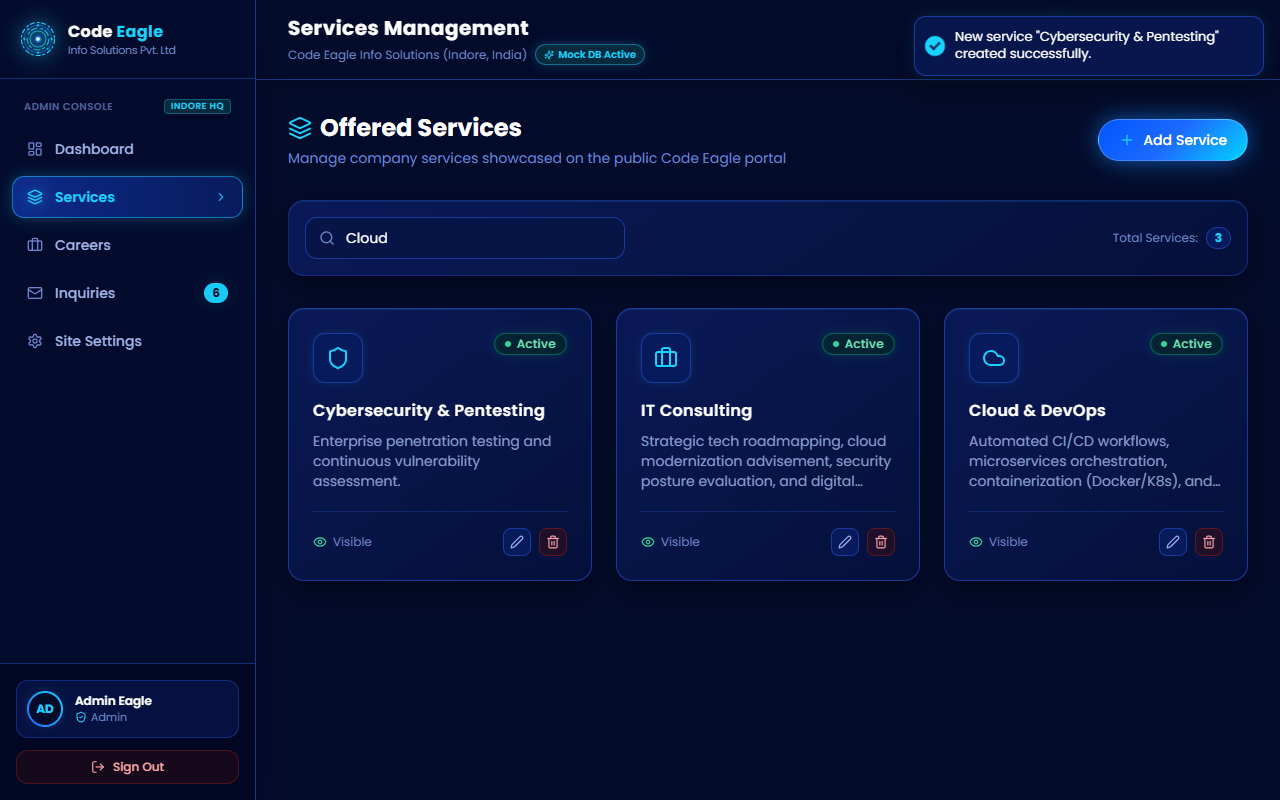 Code Eagle
Info Solutions Pvt. Ltd
ADMIN CONSOLE
INDORE HQ
Dashboard
Services
Careers
Inquiries
6
Site Settings
AD
Admin Eagle
Admin
Sign Out
Services Management
Code Eagle Info Solutions (Indore, India)
Mock DB Active
New service "Cybersecurity & Pentesting"
created successfully.
Offered Services
Manage company services showcased on the public Code Eagle portal
Add Service
Cloud
Total Services:
3
Active
Cybersecurity & Pentesting
Enterprise penetration testing and
continuous vulnerability
assessment.
Visible
Active
IT Consulting
Strategic tech roadmapping, cloud
modernization advisement, security
posture evaluation, and digital...
Visible
Active
Cloud & DevOps
Automated CI/CD workflows,
microservices orchestration,
containerization (Docker/K8s), and...
Visible